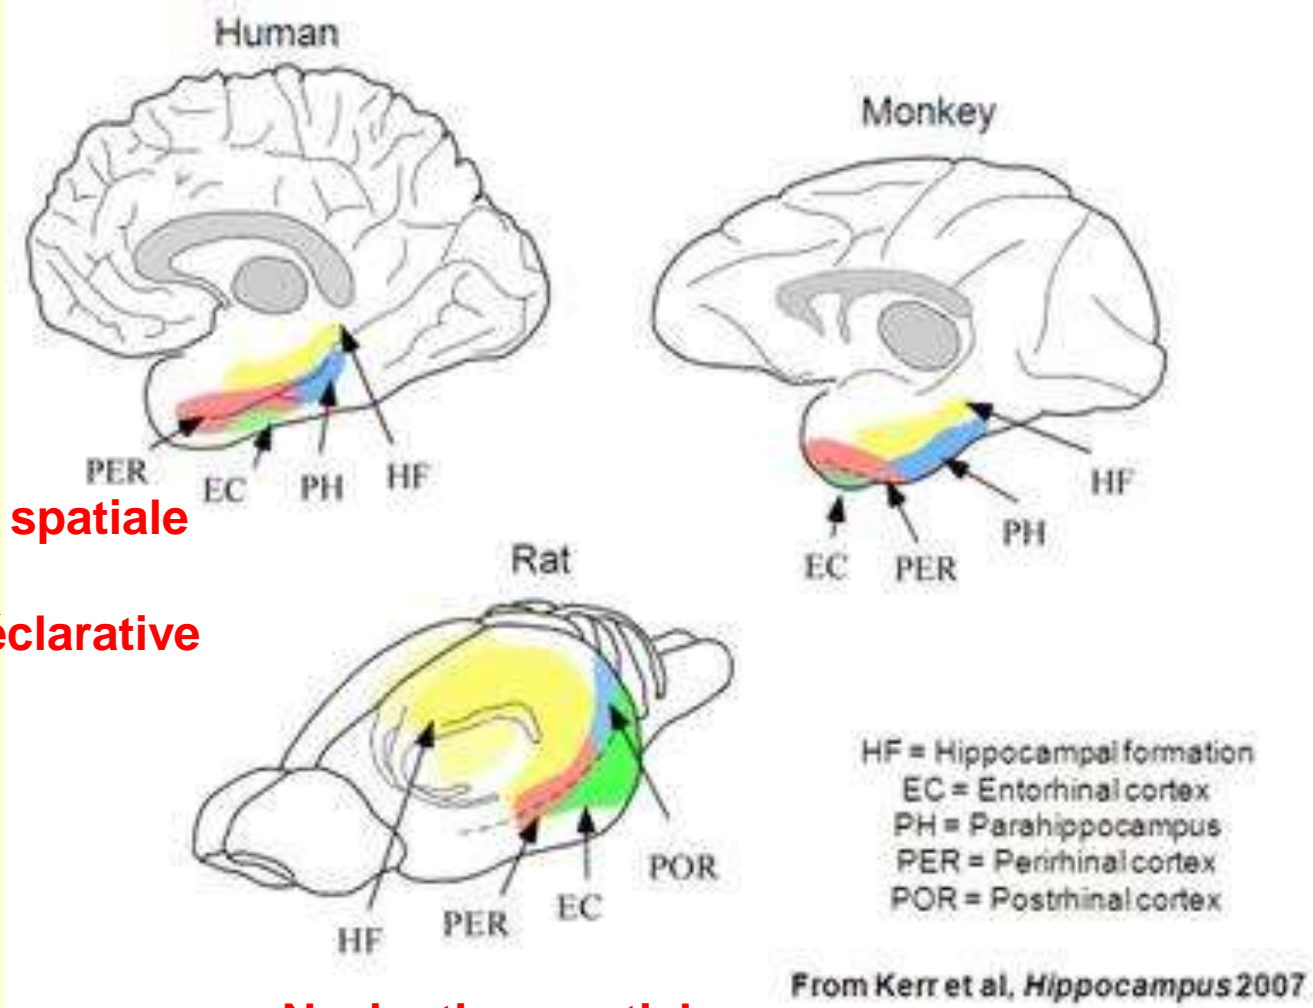 Human
Monkey
PER
EC
PH
HF
HF
PH
EC
PER
spatiale
Rat
éclarative
POR
EC
PER
HF
HF = Hippocampal formation
EC = Entorhinal cortex
PH = Parahippocampus
PER = Perirhinal cortex
POR = Postrhinal cortex
From Kerr et al, Hippocampus 2007